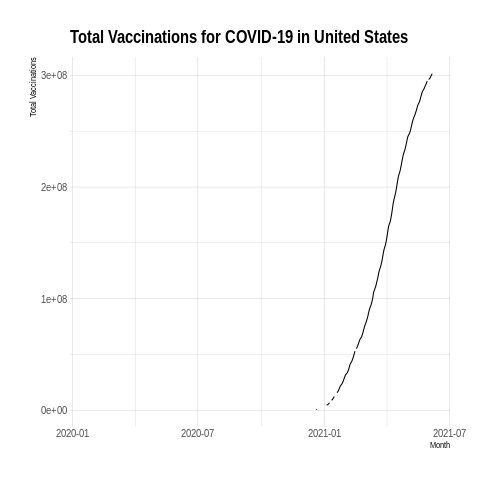 Total Vaccinations for COVID-19 in United States
Total Vaccinations
3e+08
2e+08
1e+08
0e+00
2020-01
2020-07
2021-01
2021-07
Month